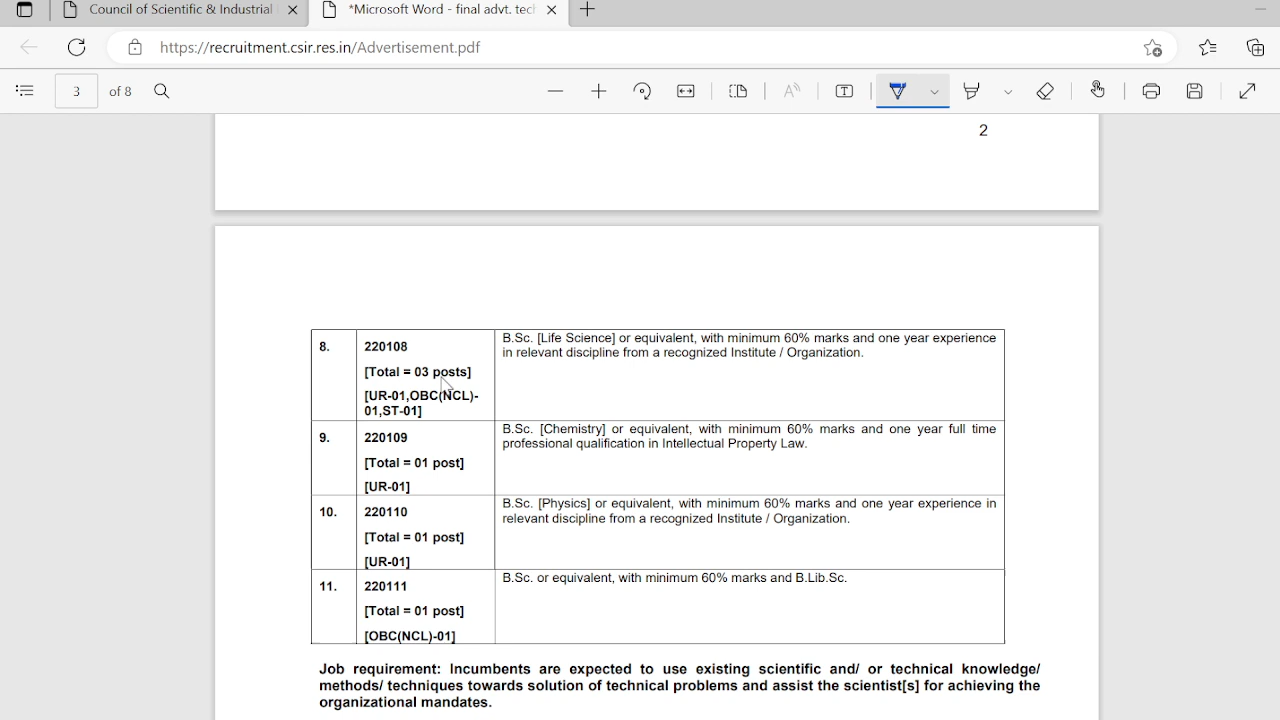 Council of Scientific & Industrial
*Microsoft Word - final advt. tech
https://recruitment.csir.res.in/Advertisement.pdf
3 of 8
2
8. 220108
[Total = 03 posts]
[UR-01,OBC(NCL)-
01,ST-01]
B.Sc. [Life Science] or equivalent, with minimum 60% marks and one year experience
in relevant discipline from a recognized Institute / Organization.
9. 220109
[Total = 01 post]
[UR-01]
B.Sc. [Chemistry] or equivalent, with minimum 60% marks and one year full time
professional qualification in Intellectual Property Law.
10. 220110
[Total = 01 post]
[UR-01]
B.Sc. [Physics] or equivalent, with minimum 60% marks and one year experience in
relevant discipline from a recognized Institute / Organization.
11. 220111
[Total = 01 post]
[OBC(NCL)-01]
B.Sc. or equivalent, with minimum 60% marks and B.Lib.Sc.
Job requirement: Incumbents are expected to use existing scientific and/ or technical knowledge/
methods/ techniques towards solution of technical problems and assist the scientist[s] for achieving the
organizational mandates.